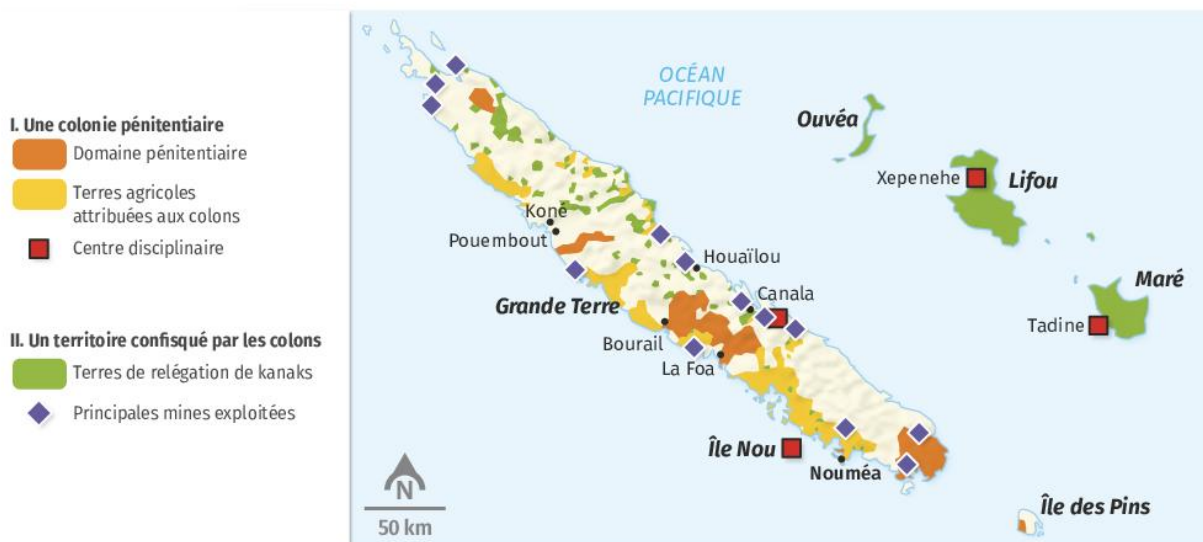 I. Une colonie pénitentiaire
Domaine pénitentiaire
Terres agricoles
attribuées aux colons
Centre disciplinaire
II. Un territoire confisqué par les colons
Terres de relégation de kanaks
Principales mines exploitées
OCÉAN
PACIFIQUE
Ouvéa
Xepenehe
Lifou
Koné
Pouembout
Houaïlou
Maré
Grande Terre
Canala
Tadine
Bourail
La Foa
Île Nou
Nouméa
N
Île des Pins
50 km